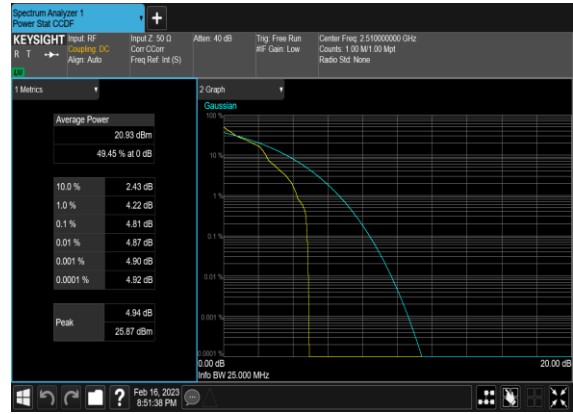 Spectrum Analyzer 1
Power Stat CCDF
KEYSIGHT
R T
Input: RF
Coupling: DC
Align: Auto
Input Z: 50 Ω
Corr CCorr
Freq Ref: Int (S)
Atten: 40 dB
Trig: Free Run
#IF Gain: Low
Center Freq: 2.510000000 GHz
Counts: 1.00 M/1.00 Mpt
Radio Std: None
LXI
1 Metrics
Average Power
20.93 dBm
49.45 % at 0 dB
10.0 % 2.43 dB
1.0 % 4.22 dB
0.1 % 4.81 dB
0.01 % 4.87 dB
0.001 % 4.90 dB
0.0001 % 4.92 dB
Peak
4.94 dB
25.87 dBm
2 Graph
Gaussian
100 %
10 %
1 %
0.1 %
0.01 %
0.001 %
0.0001 %
0.00 dB
20.00 dB
Info BW 25.000 MHz
?
Feb 16, 2023
8:51:38 PM